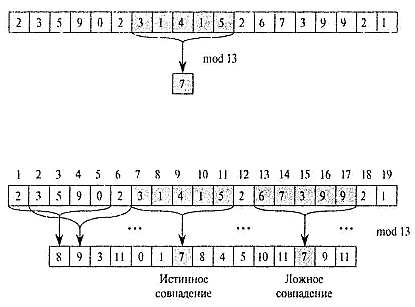 2 3 5 9 0 2 3 1 4 1 5 2 6 7 3 9 9 2 1
mod 13
7
1 2 3 4 5 6 7 8 9 10 11 12 13 14 15 16 17 18 19
2 3 5 9 0 2 3 1 4 1 5 2 6 7 3 9 9 2 1
... ... ... mod 13
8 9 3 11 0 1 7 8 4 5 10 11 7 9 11
Истинное Ложное
совпадение совпадение